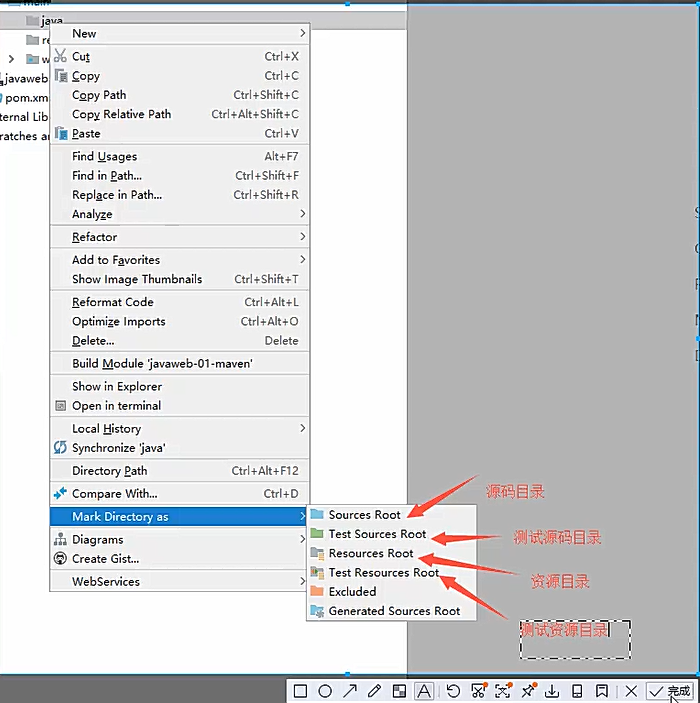 main
java
re
w
javaweb
pom.xm
ternal Lib
ratches a
New
Cut Ctrl+X
Copy Ctrl+C
Copy Path Ctrl+Shift+C
Copy Relative Path Ctrl+Alt+Shift+C
Paste Ctrl+V
Find Usages Alt+F7
Find in Path... Ctrl+Shift+F
Replace in Path... Ctrl+Shift+R
Analyze
Refactor
Add to Favorites
Show Image Thumbnails Ctrl+Shift+T
Reformat Code Ctrl+Alt+L
Optimize Imports Ctrl+Alt+O
Delete... Delete
Build Module 'javaweb-01-maven'
Show in Explorer
Open in terminal
Local History
Synchronize 'java'
Directory Path Ctrl+Alt+F12
Compare With... Ctrl+D
Mark Directory as
Diagrams
Create Gist...
WebServices
Sources Root
Test Sources Root
Resources Root
Test Resources Root
Excluded
Generated Sources Root
源码目录
测试源码目录
资源目录
测试资源目录
A
完成